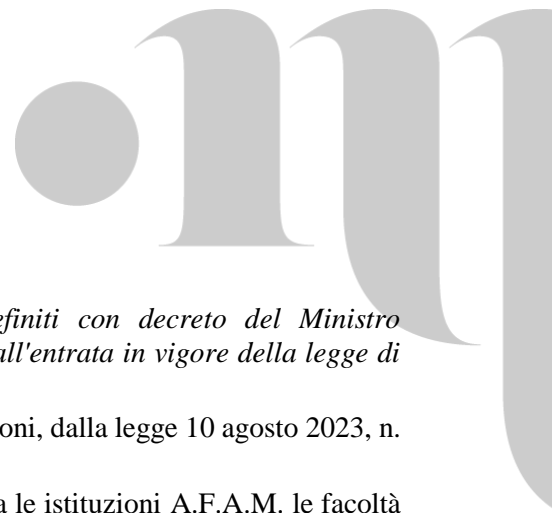 efiniti con decreto del Ministro
all'entrata in vigore della legge di
oni, dalla legge 10 agosto 2023, n.
a le istituzioni A.F.A.M. le facoltà